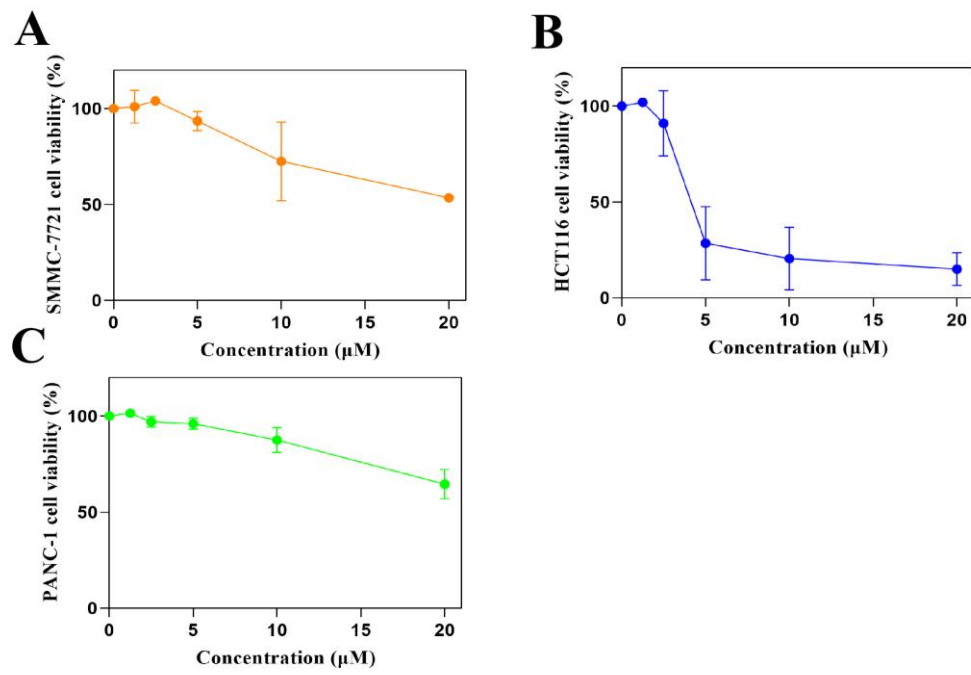 A
SMMC-7721 cell viability (%)
100
50
0
0 5 10 15 20
Concentration (μM)
B
HCT116 cell viability (%)
100
50
0
0 5 10 15 20
Concentration (μM)
C
PANC-1 cell viability (%)
100
50
0
0 5 10 15 20
Concentration (μM)